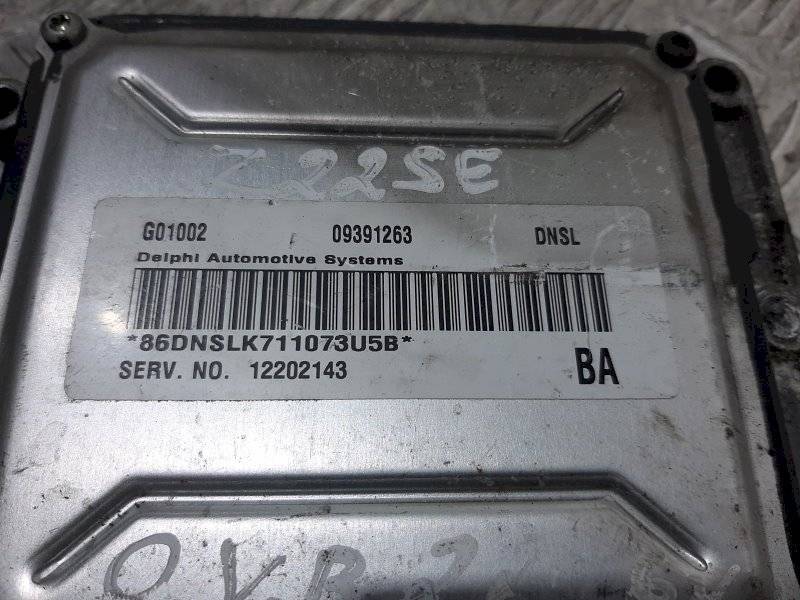 Z22SE
G01002 09391263 DNSL
Delphi Automotive Systems
*86DNSLK711073U5B*
SERV. NO. 12202143 BA